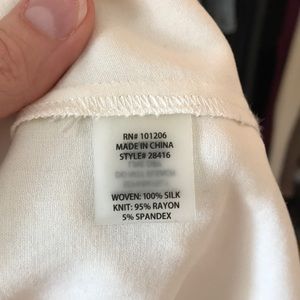 RN# 101206
MADE IN CHINA
STYLE# 28416
WOVEN: 100% SILK
KNIT: 95% RAYON
5% SPANDEX